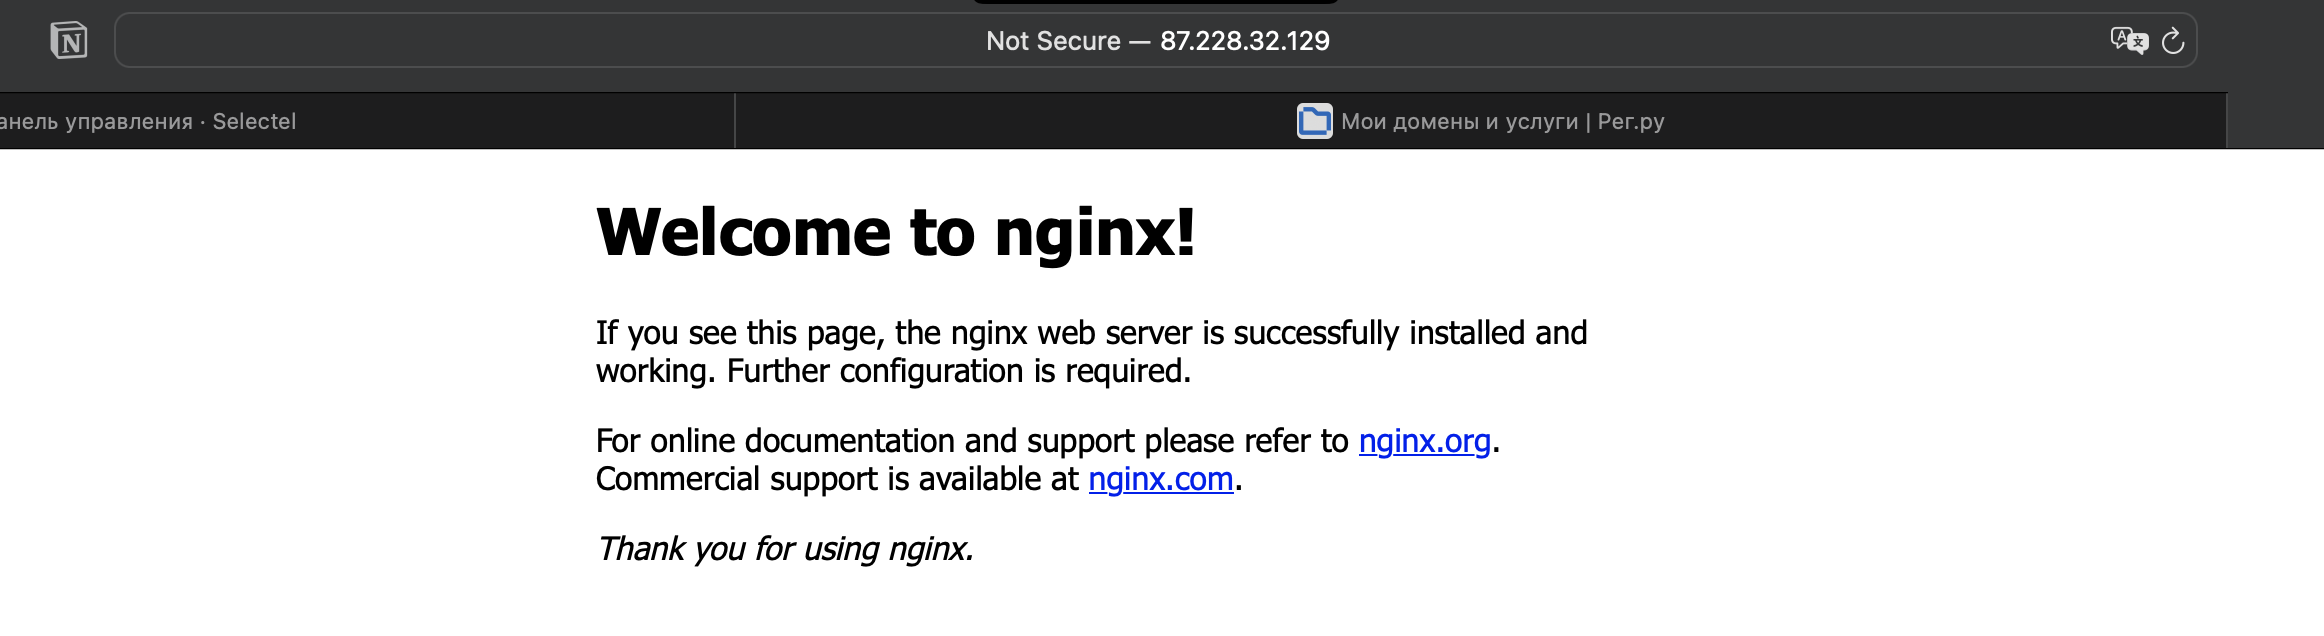 Not Secure — 87.228.32.129
анель управления · Selectel
Мои домены и услуги | Рег.ру
Welcome to nginx!
If you see this page, the nginx web server is successfully installed and
working. Further configuration is required.
For online documentation and support please refer to nginx.org.
Commercial support is available at nginx.com.
Thank you for using nginx.